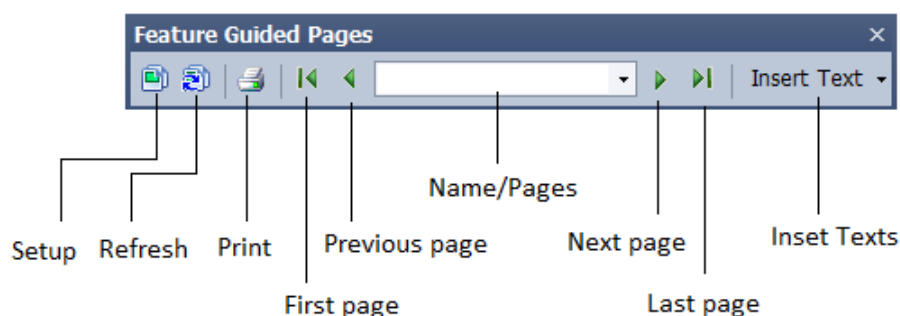 Feature Guided Pages
Insert Text
Name/Pages
Setup Refresh Print Previous page Next page Inset Texts
First page Last page